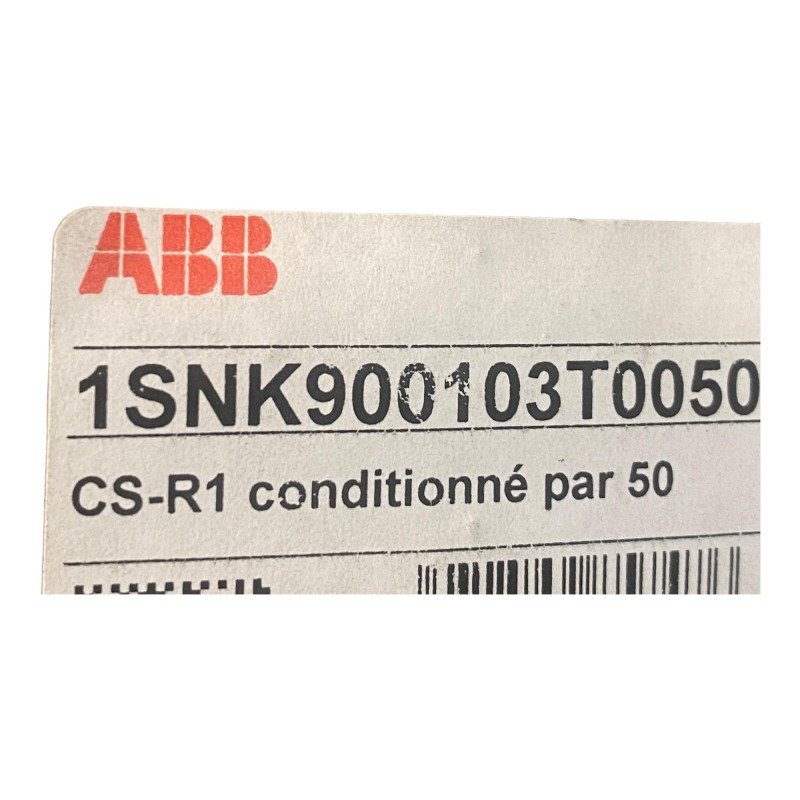 ABB
1SNK900103T0050
CS-R1 conditionné par 50